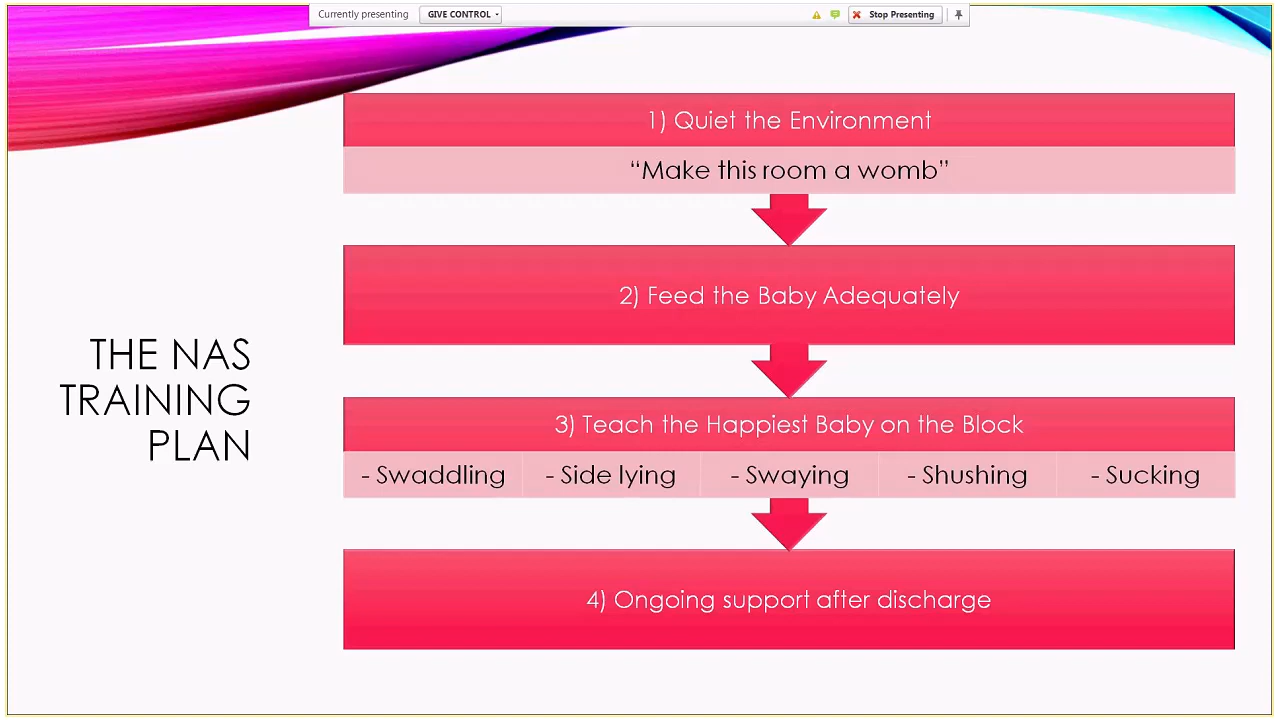 Currently presenting
GIVE CONTROL
Stop Presenting
THE NAS
TRAINING
PLAN
1) Quiet the Environment
“Make this room a womb”
2) Feed the Baby Adequately
3) Teach the Happiest Baby on the Block
- Swaddling
- Side lying
- Swaying
- Shushing
- Sucking
4) Ongoing support after discharge